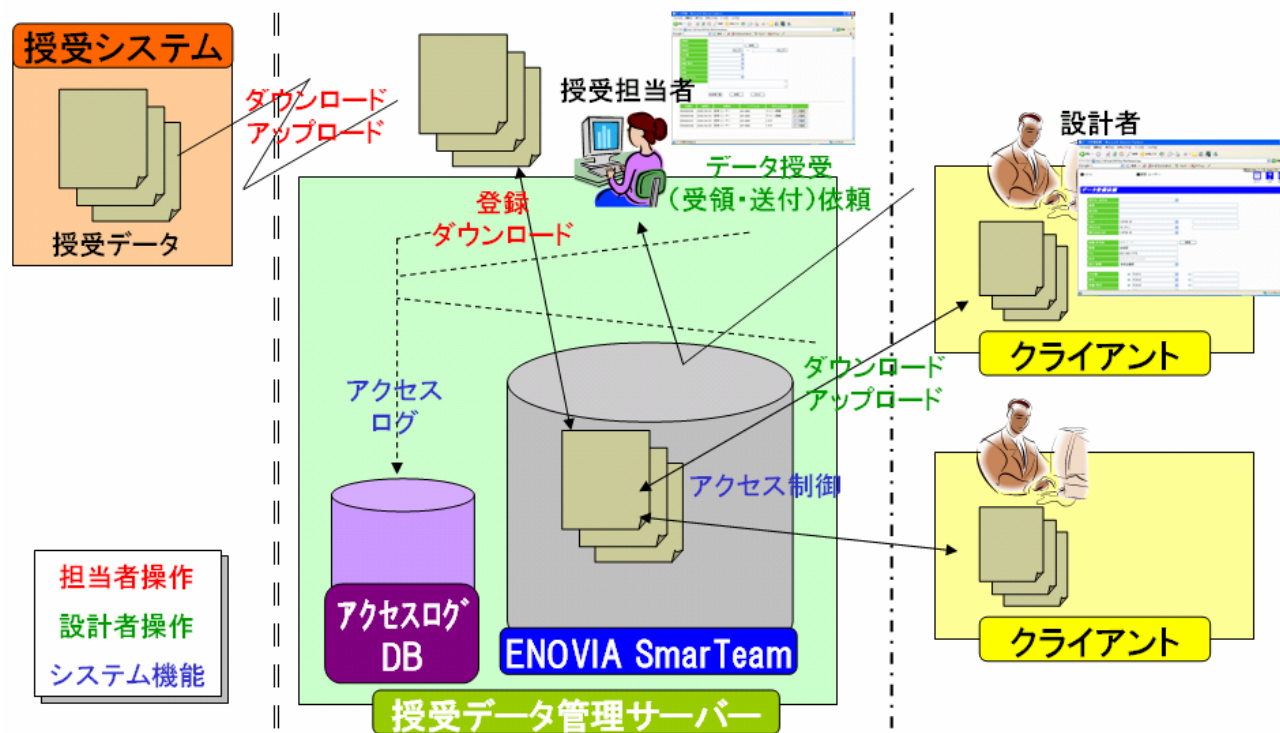 授受システム
授受データ
ダウンロード
アップロード
授受担当者
登録
ダウンロード
データ授受
(受領・送付)依頼
設計者
クライアント
ダウンロード
アップロード
アクセス
ログ
アクセス制御
クライアント
アクセスログ
DB
ENOVIA SmarTeam
授受データ管理サーバー
担当者操作
設計者操作
システム機能